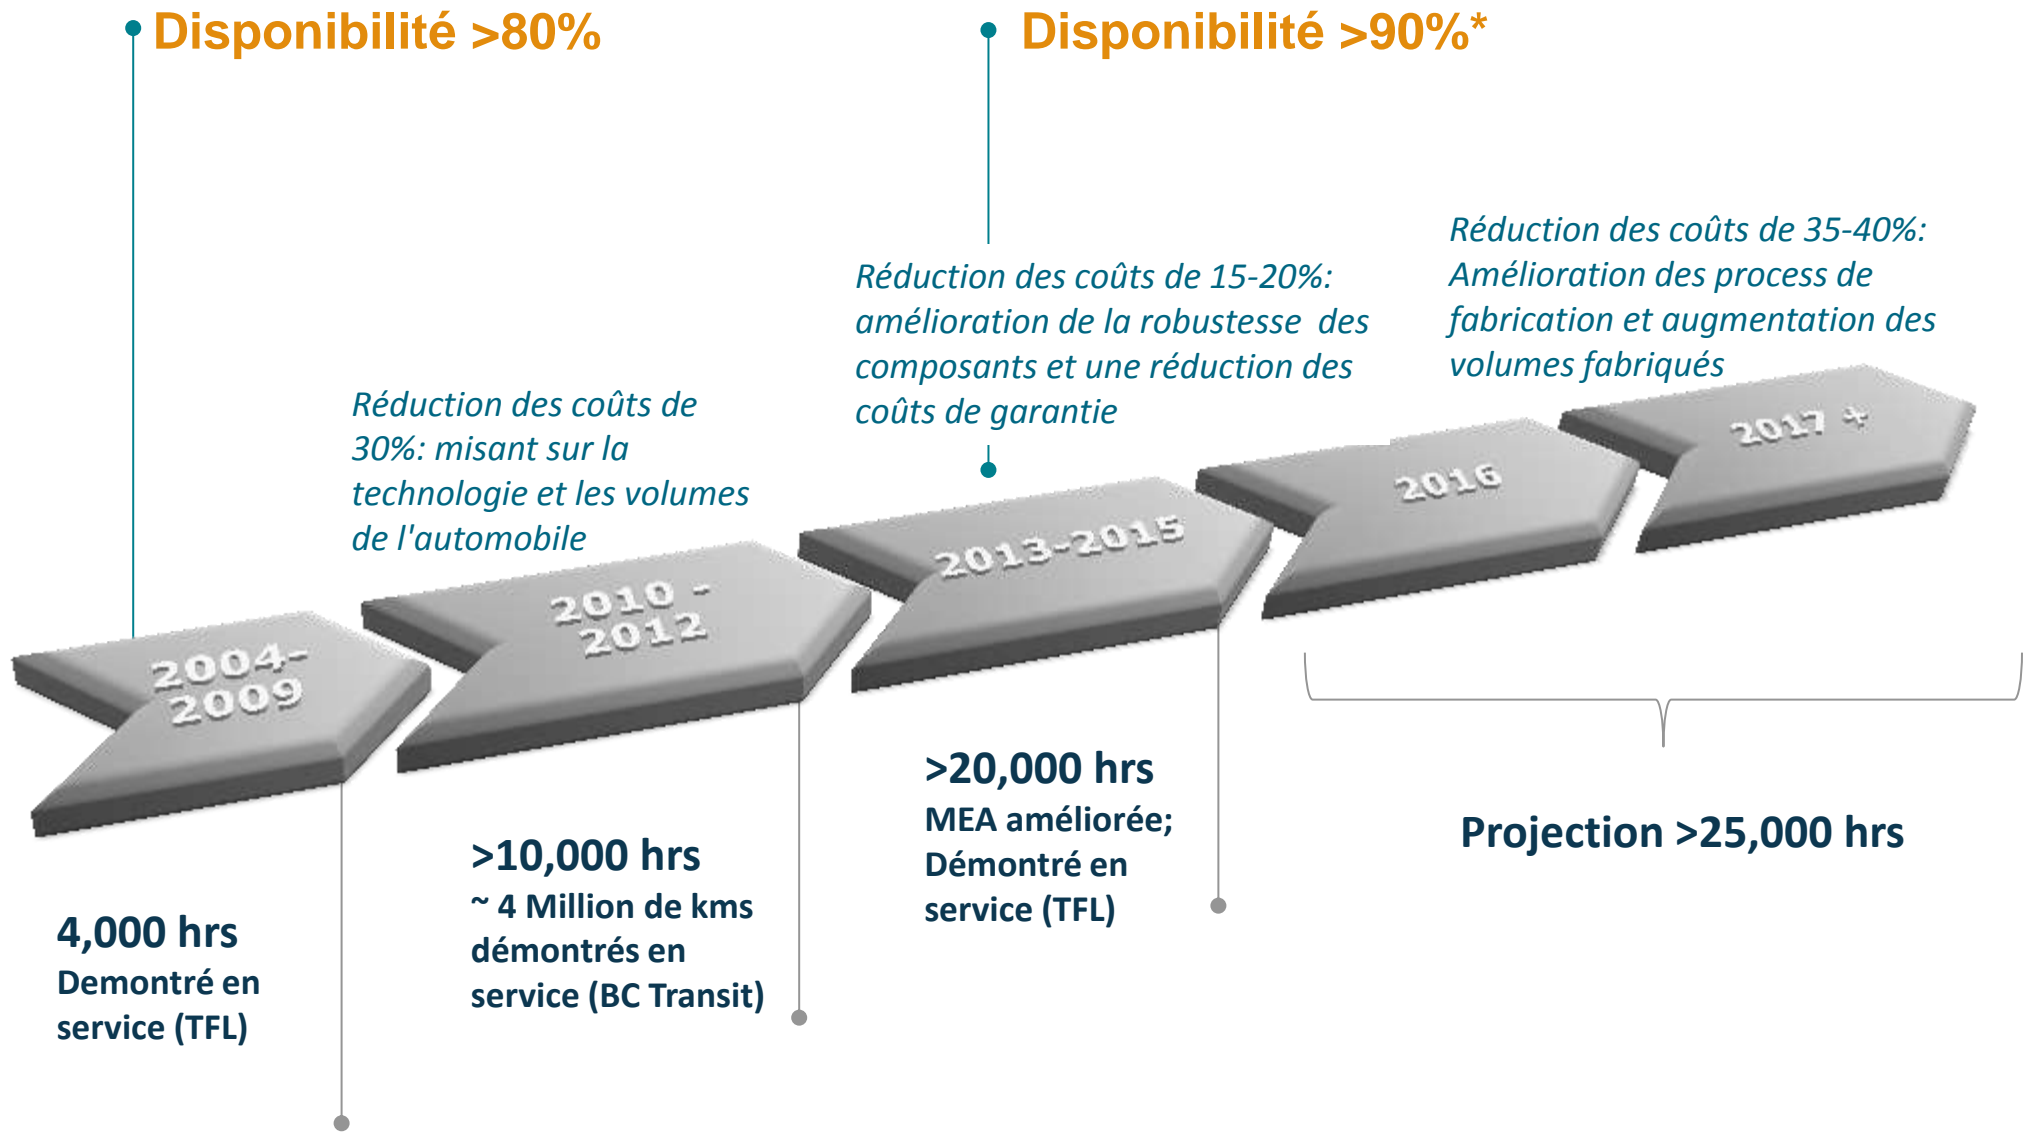 Disponibilité >80%
Disponibilité >90%*
Réduction des coûts de
30%: misant sur la
technologie et les volumes
de l'automobile
Réduction des coûts de 15-20%:
amélioration de la robustesse  des
composants et une réduction des
coûts de garantie
Réduction des coûts de 35-40%:
Amélioration des process de
fabrication et augmentation des
volumes fabriqués
2004-
2009
2010 -
2012
2013-2015
2016
2017 +
4,000 hrs
Demontré en
service (TFL)
>10,000 hrs
~ 4 Million de kms
démontrés en
service (BC Transit)
>20,000 hrs
MEA améliorée;
Démontré en
service (TFL)
Projection >25,000 hrs